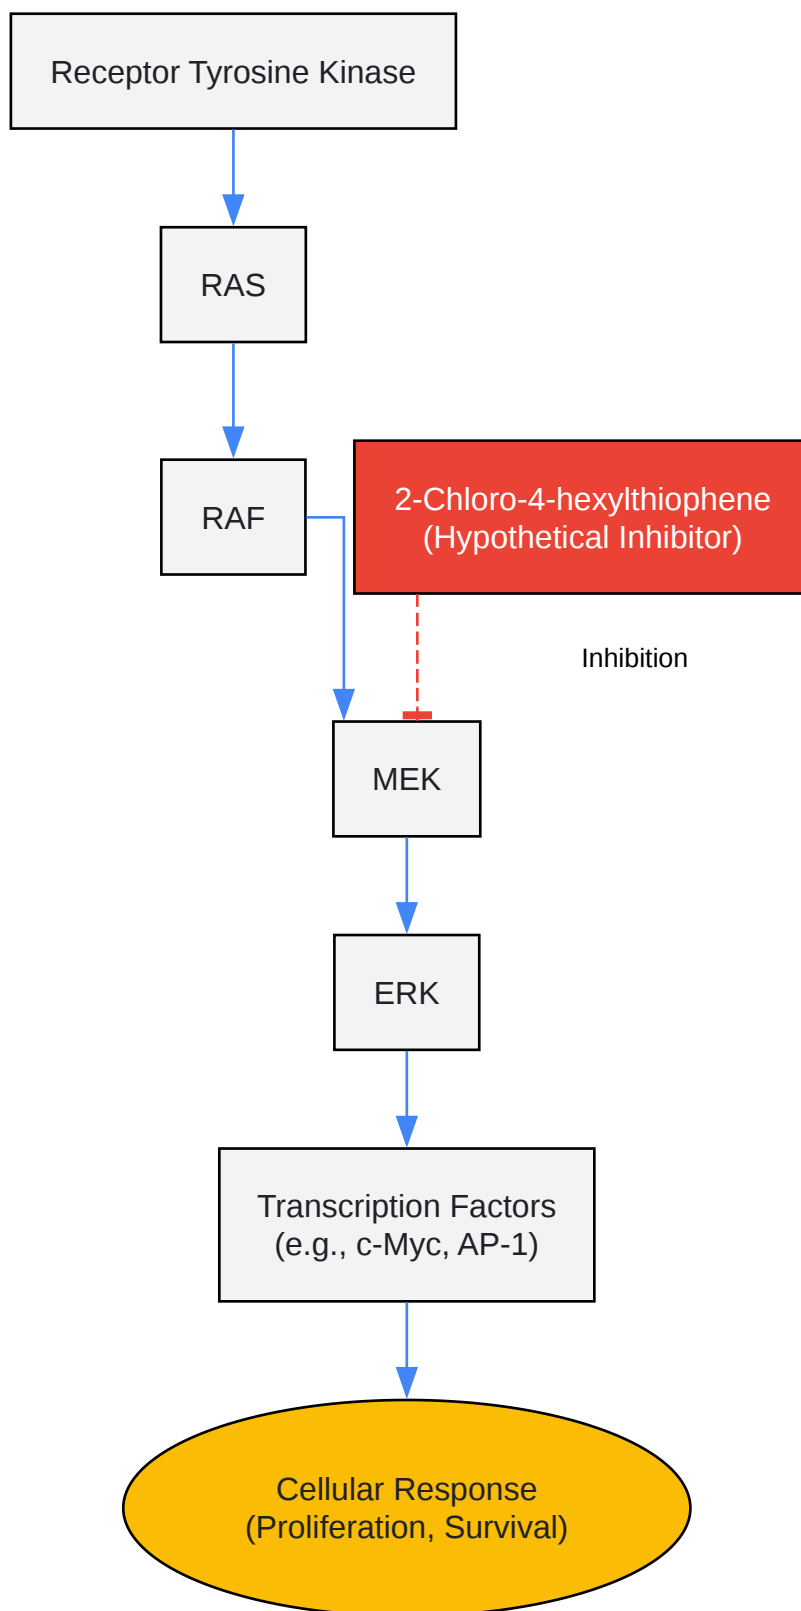 Receptor Tyrosine Kinase
RAS
RAF
2-Chloro-4-hexylthiophene
(Hypothetical Inhibitor)
Inhibition
MEK
ERK
Transcription Factors
(e.g., c-Myc, AP-1)
Cellular Response
(Proliferation, Survival)